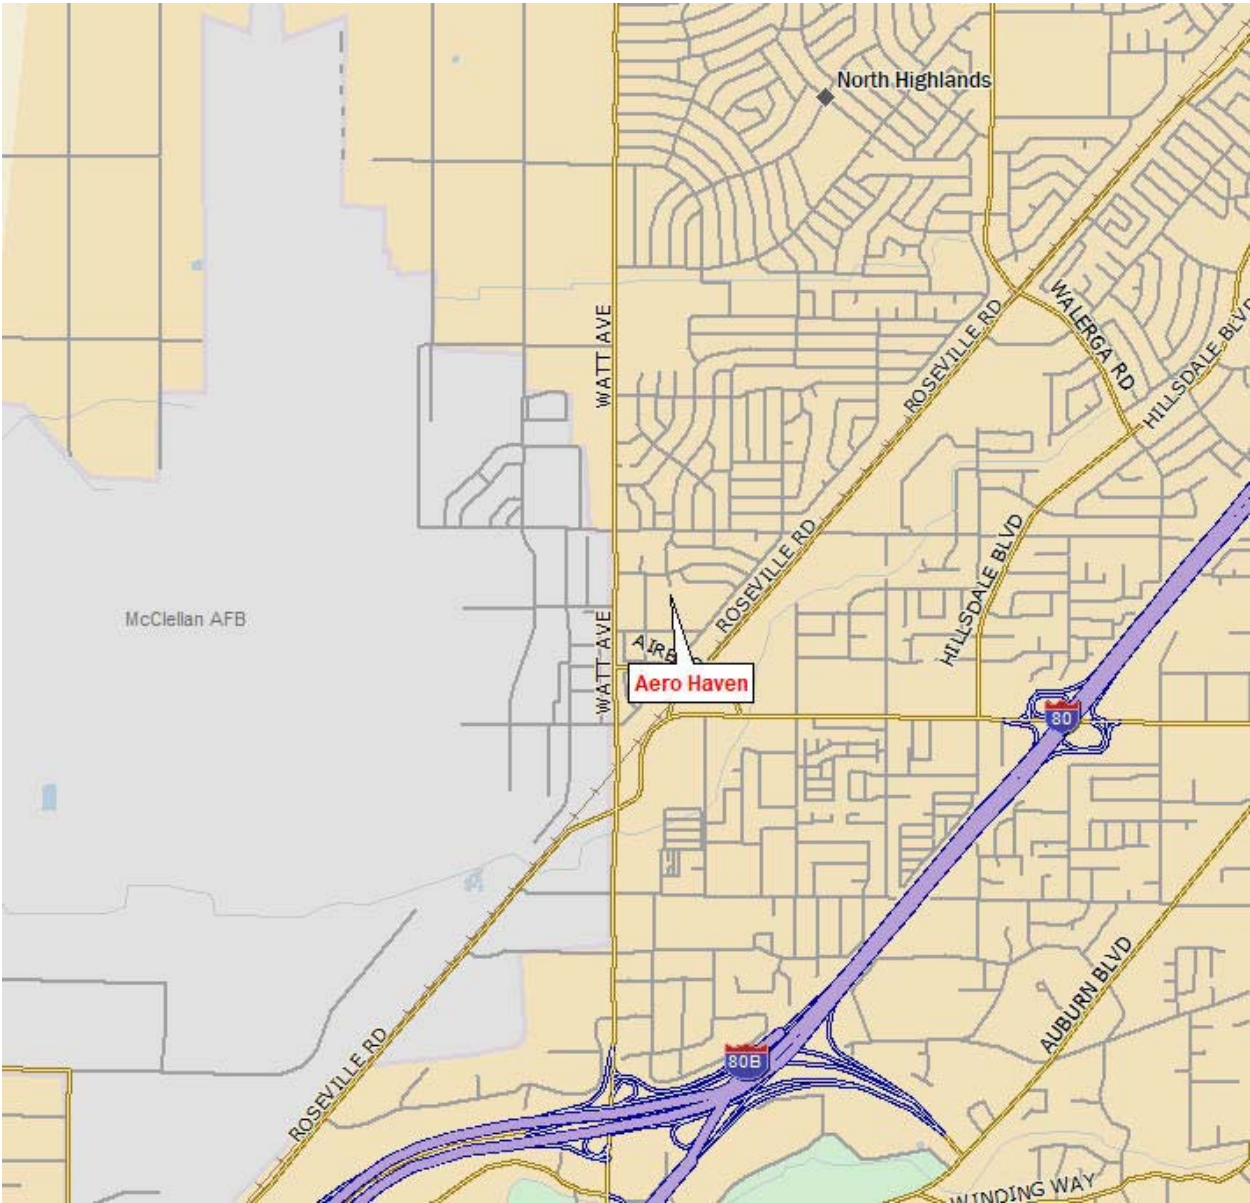 North Highlands
WATT AVE
ROSEVILLE RD
WALERGA RD
HILLSDALE BLVD
ROSEVILLE RD
HILLSDALE BLVD
McClellan AFB
WATT AVE
Aero Haven
80
AUBURN BLVD
80B
ROSEVILLE RD
WINDING WAY